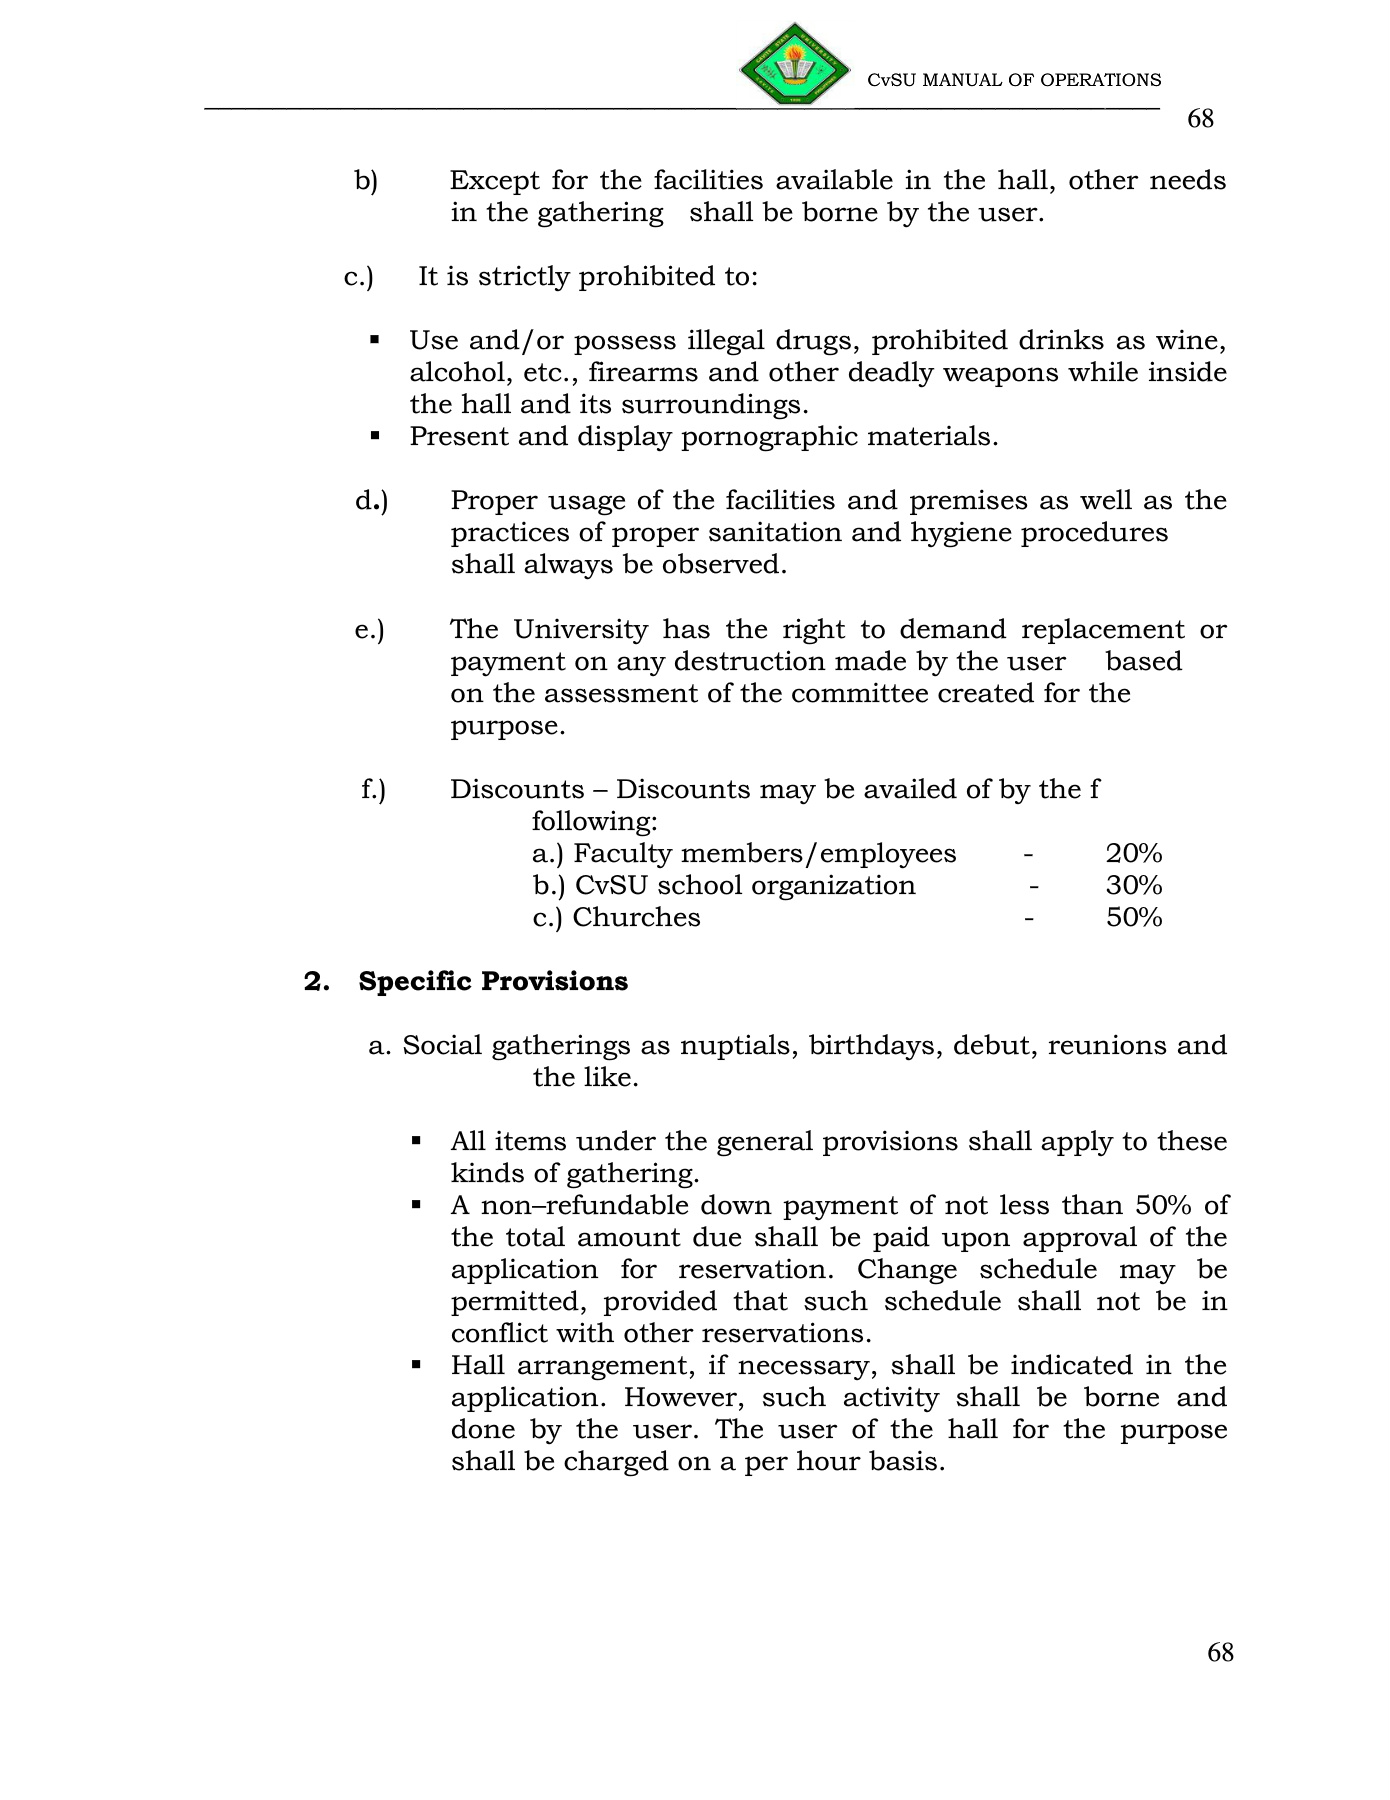 CvSU MANUAL OF OPERATIONS
68
b) Except for the facilities available in the hall, other needs
in the gathering shall be borne by the user.
c.) It is strictly prohibited to:
▪ Use and/or possess illegal drugs, prohibited drinks as wine,
alcohol, etc., firearms and other deadly weapons while inside
the hall and its surroundings.
▪ Present and display pornographic materials.
d.) Proper usage of the facilities and premises as well as the
practices of proper sanitation and hygiene procedures
shall always be observed.
e.) The University has the right to demand replacement or
payment on any destruction made by the user based
on the assessment of the committee created for the
purpose.
f.) Discounts – Discounts may be availed of by the f
following:
a.) Faculty members/employees - 20%
b.) CvSU school organization - 30%
c.) Churches - 50%
2. Specific Provisions
a. Social gatherings as nuptials, birthdays, debut, reunions and
the like.
▪ All items under the general provisions shall apply to these
kinds of gathering.
▪ A non–refundable down payment of not less than 50% of
the total amount due shall be paid upon approval of the
application for reservation. Change schedule may be
permitted, provided that such schedule shall not be in
conflict with other reservations.
▪ Hall arrangement, if necessary, shall be indicated in the
application. However, such activity shall be borne and
done by the user. The user of the hall for the purpose
shall be charged on a per hour basis.
68